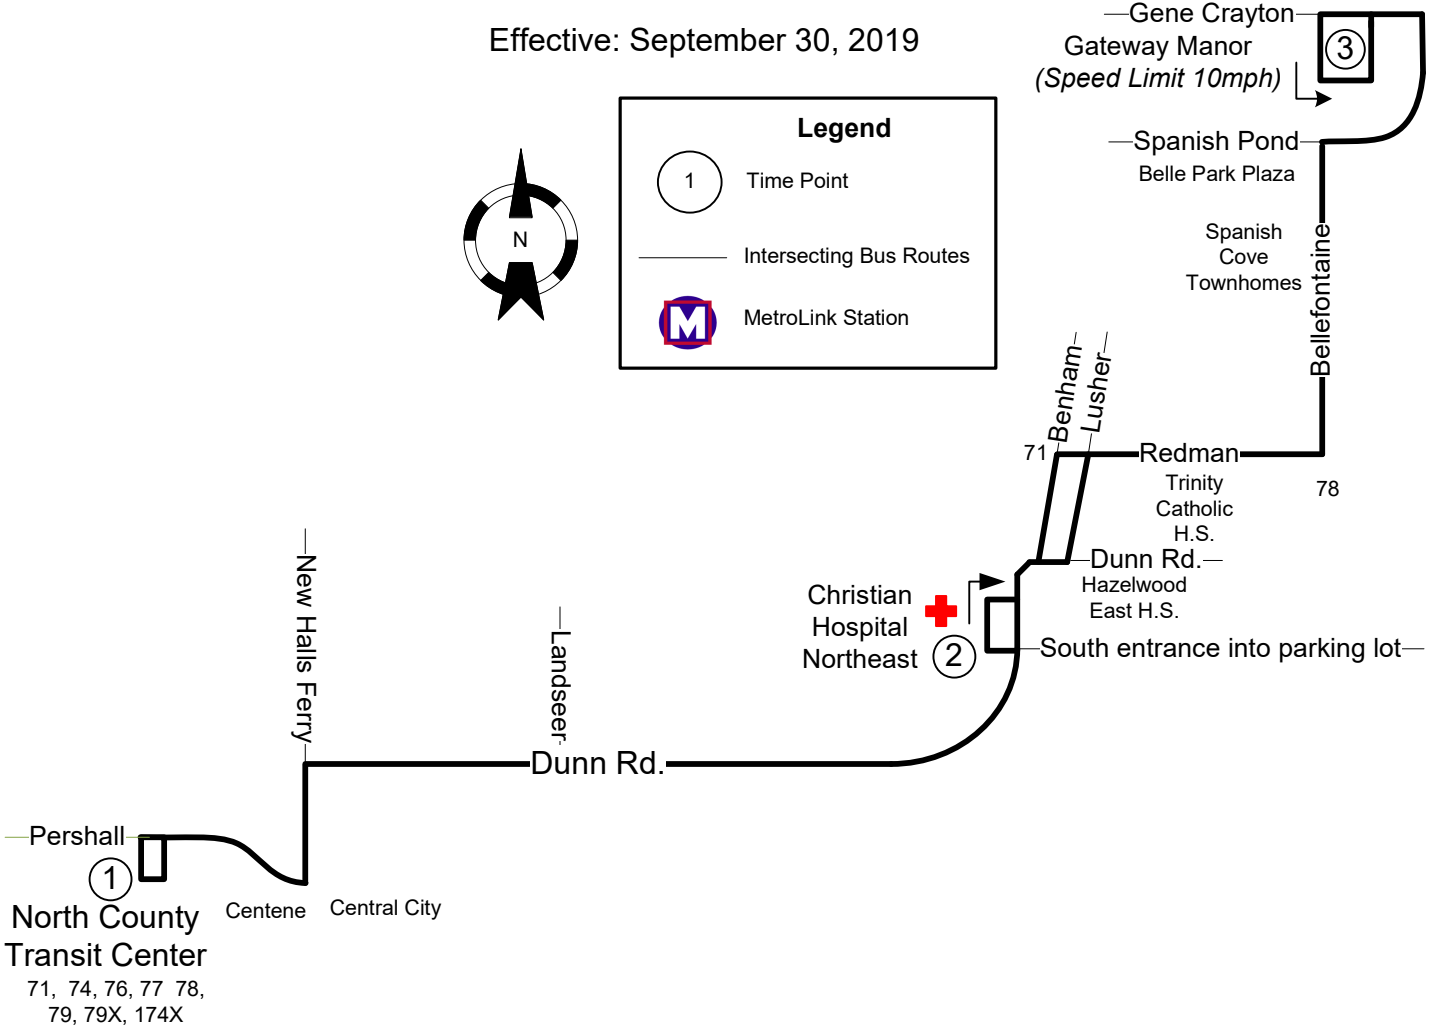 Effective: September 30, 2019
Gene Crayton
Gateway Manor
(Speed Limit 10mph)
3
Legend
1 Time Point
Intersecting Bus Routes
M MetroLink Station
N
Spanish Pond
Belle Park Plaza
Spanish
Cove
Townhomes
Bellefontaine
Benham
Lusher
71
Redman
Trinity
Catholic
H.S.
78
Dunn Rd.
Hazelwood
East H.S.
Christian
Hospital
Northeast
2
South entrance into parking lot
New Halls Ferry
Landseer
Dunn Rd.
Pershall
1
North County
Transit Center
71, 74, 76, 77 78,
79, 79X, 174X
Centene
Central City